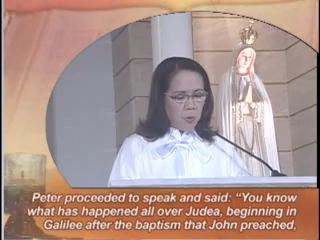 Peter proceeded to speak and said: “You know
what has happened all over Judea, beginning in
Galilee after the baptism that John preached,